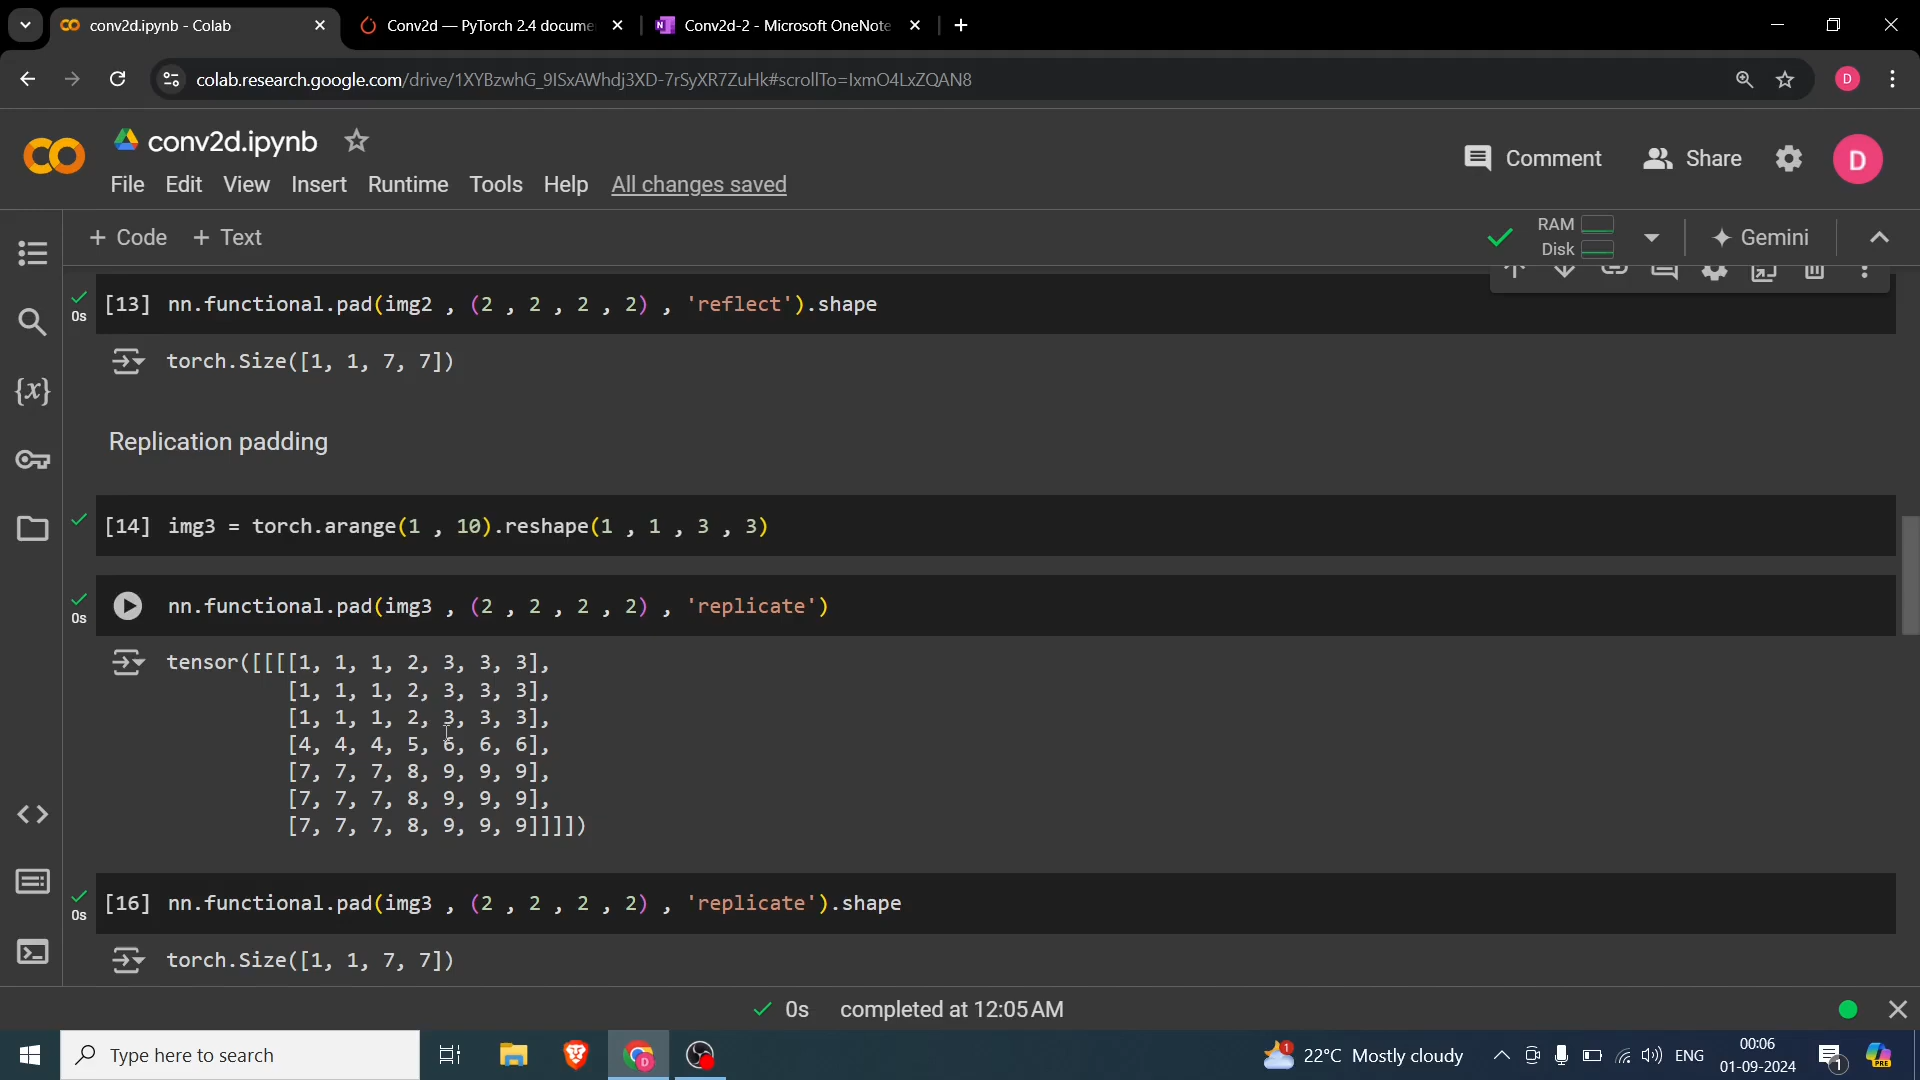 conv2d.ipynb - Colab
Conv2d — PyTorch 2.4 docume
Conv2d-2 - Microsoft OneNote
colab.research.google.com/drive/1XYBzwhG_9ISxAWhdj3XD-7rSyXR7ZuHk#scrollTo=IxmO4LxZQAN8
D
conv2d.ipynb
Comment
Share
D
File Edit View Insert Runtime Tools Help All changes saved
+ Code + Text
RAM
Disk
Gemini
[13] nn.functional.pad(img2 , (2 , 2 , 2 , 2) , 'reflect').shape
0s
torch.Size([1, 1, 7, 7])
Replication padding
[14] img3 = torch.arange(1 , 10).reshape(1 , 1 , 3 , 3)
nn.functional.pad(img3 , (2 , 2 , 2 , 2) , 'replicate')
0s
tensor([[[[1, 1, 1, 2, 3, 3, 3],
[1, 1, 1, 2, 3, 3, 3],
[1, 1, 1, 2, 3, 3, 3],
[4, 4, 4, 5, 6, 6, 6],
[7, 7, 7, 8, 9, 9, 9],
[7, 7, 7, 8, 9, 9, 9],
[7, 7, 7, 8, 9, 9, 9]]]])
[16] nn.functional.pad(img3 , (2 , 2 , 2 , 2) , 'replicate').shape
0s
torch.Size([1, 1, 7, 7])
0s completed at 12:05 AM
Type here to search
1
22°C Mostly cloudy
ENG
00:06
01-09-2024
1
PRE